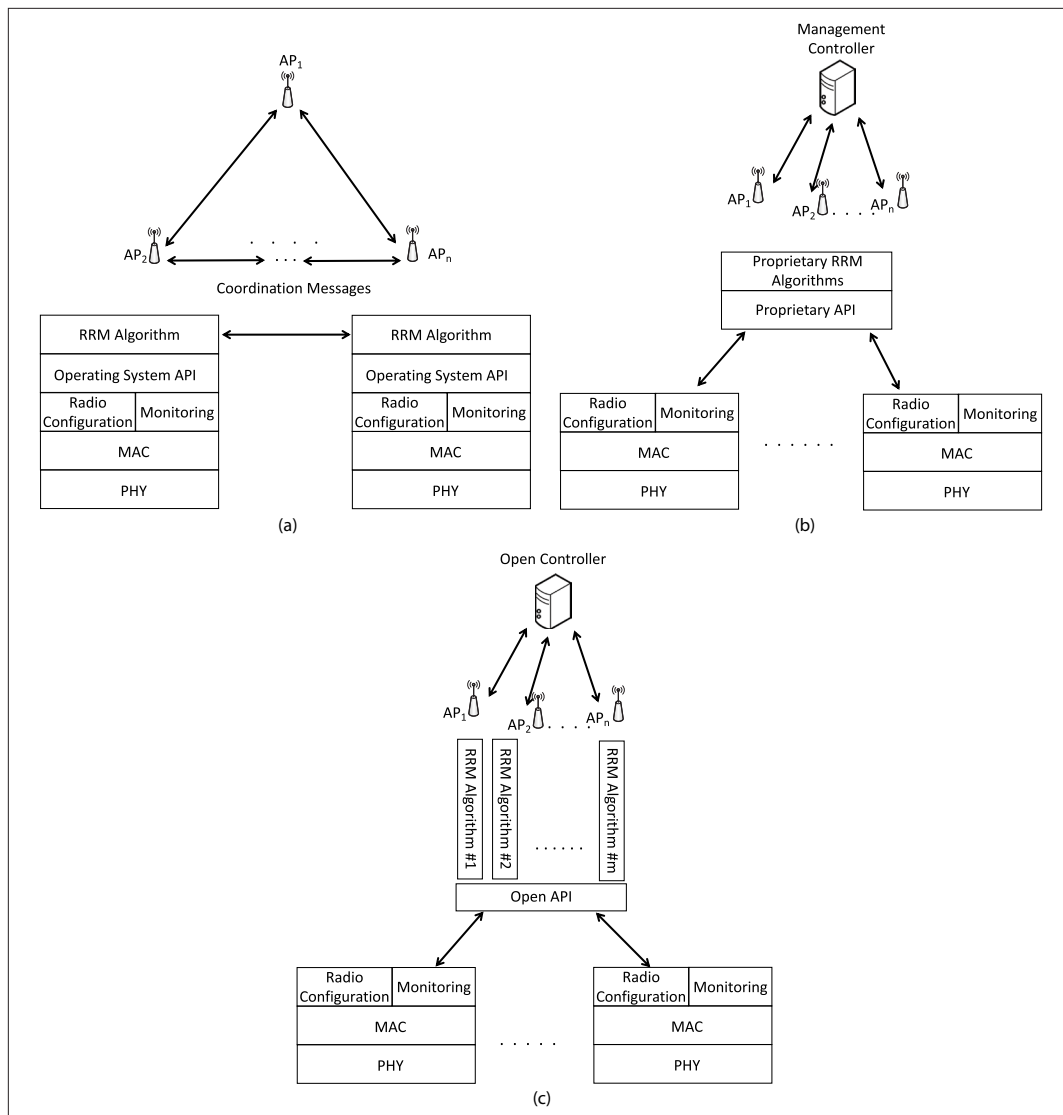 AP1
AP2
. . . .
. . .
APn
Coordination Messages
RRM Algorithm
Operating System API
Radio
Configuration
Monitoring
MAC
PHY
RRM Algorithm
Operating System API
Radio
Configuration
Monitoring
MAC
PHY
(a)
Management
Controller
AP1
AP2
. . . .
APn
Proprietary RRM
Algorithms
Proprietary API
Radio
Configuration
Monitoring
MAC
PHY
. . . . . .
Radio
Configuration
Monitoring
MAC
PHY
(b)
Open Controller
AP1
AP2
. . . .
APn
RRM Algorithm #1
RRM Algorithm #2
. . . . . .
RRM Algorithm #m
Open API
Radio
Configuration
Monitoring
MAC
PHY
. . . . .
Radio
Configuration
Monitoring
MAC
PHY
(c)